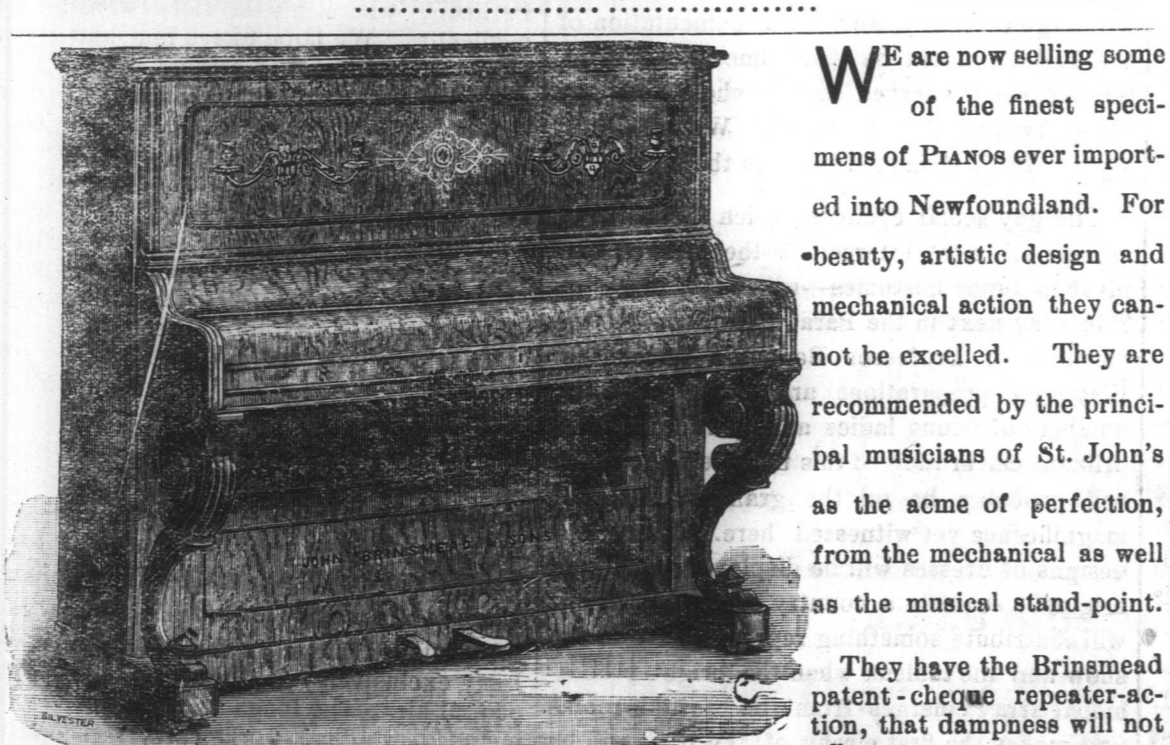 WE are now selling some
of the finest speci-
mens of PIANOS ever import-
ed into Newfoundland. For
beauty, artistic design and
mechanical action they can-
not be excelled. They are
recommended by the princi-
pal musicians of St. John's
as the acme of perfection,
from the mechanical as well
as the musical stand-point.
They have the Brinsmead
patent-cheque repeater-ac-
tion, that dampness will not
JOHN BRINSMEAD & SONS
SILVESTER